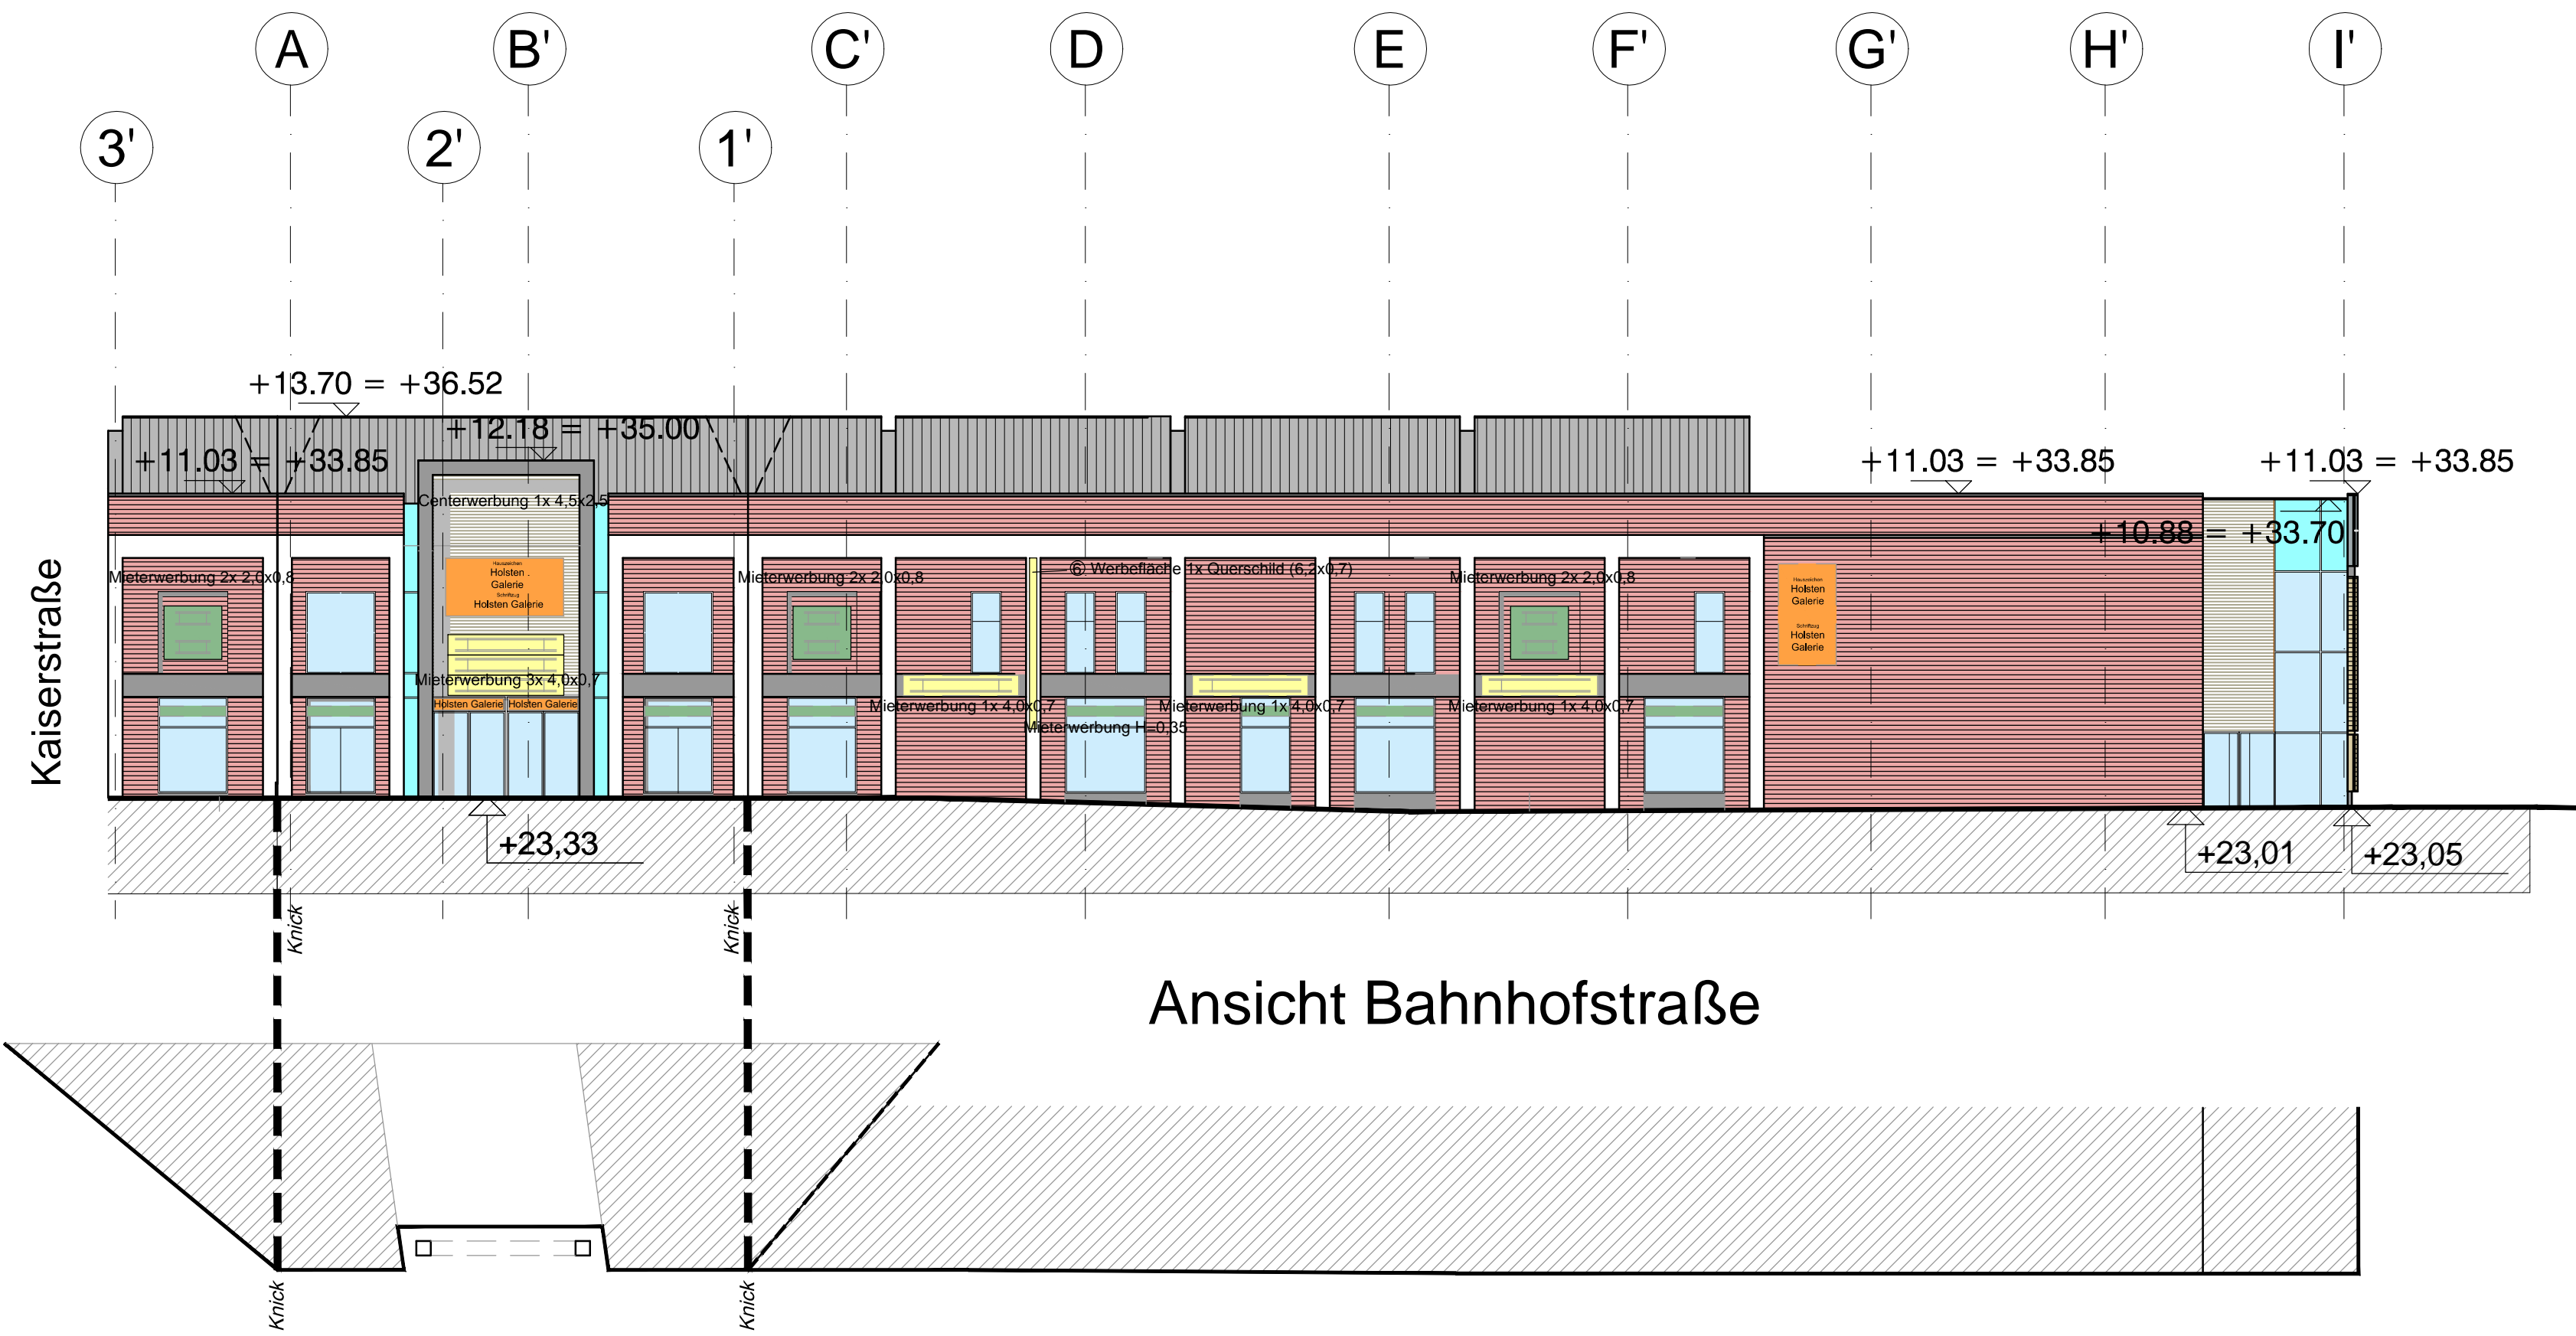 A
B'
C'
D
E
F'
G'
H'
I'
3'
2'
1'
+13.70 = +36.52
+12.18 = +35.00
+11.03 = +33.85
+11.03 = +33.85
+11.03 = +33.85
+10.88 = +33.70
Centerwerbung 1x 4,5x2,5
Kaiserstraße
Mieterwerbung 2x 2,0x0,8
Hauszeichen
Holsten
Galerie
Schriftzug
Holsten Galerie
Mieterwerbung 2x 2,0x0,8
6 Werbefläche 1x Querschild (6,2x0,7)
Mieterwerbung 2x 2,0x0,8
Hauszeichen
Holsten
Galerie
Schriftzug
Holsten
Galerie
Mieterwerbung 3x 4,0x0,7
Holsten Galerie
Holsten Galerie
Mieterwerbung 1x 4,0x0,7
Mieterwerbung 1x 4,0x0,7
Mieterwerbung 1x 4,0x0,7
Mieterwerbung H=0,35
+23,33
+23,01
+23,05
Knick
Knick
Ansicht Bahnhofstraße
Knick
Knick